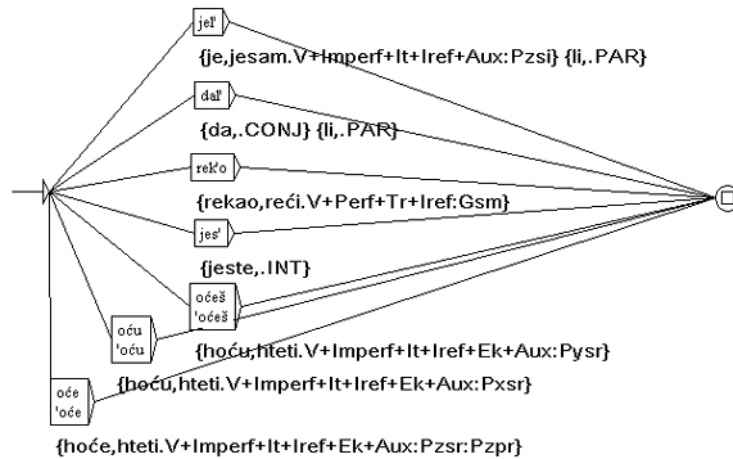 jel'
{je,jesam.V+Imperf+It+Iref+Aux:Pzsi} {li,.PAR}
dal'
{da,.CONJ} {li,.PAR}
rek'o
{rekao,reći.V+Perf+Tr+Iref:Gsm}
jes'
{jeste,.INT}
oćeš
'oćeš
{hoću,hteti.V+Imperf+It+Iref+Ek+Aux:Pysr}
oću
'oću
{hoću,hteti.V+Imperf+It+Iref+Ek+Aux:Pxsr}
oće
'oće
{hoće,hteti.V+Imperf+It+Iref+Ek+Aux:Pzsr:Pzpr}